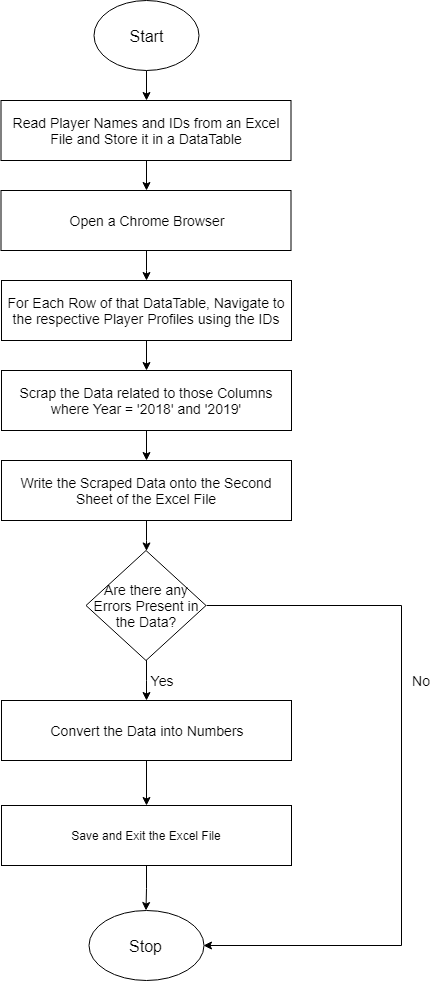 Start
Read Player Names and IDs from an Excel
File and Store it in a DataTable
Open a Chrome Browser
For Each Row of that DataTable, Navigate to
the respective Player Profiles using the IDs
Scrap the Data related to those Columns
where Year = '2018' and '2019'
Write the Scraped Data onto the Second
Sheet of the Excel File
Are there any
Errors Present in
the Data?
Yes
No
Convert the Data into Numbers
Save and Exit the Excel File
Stop